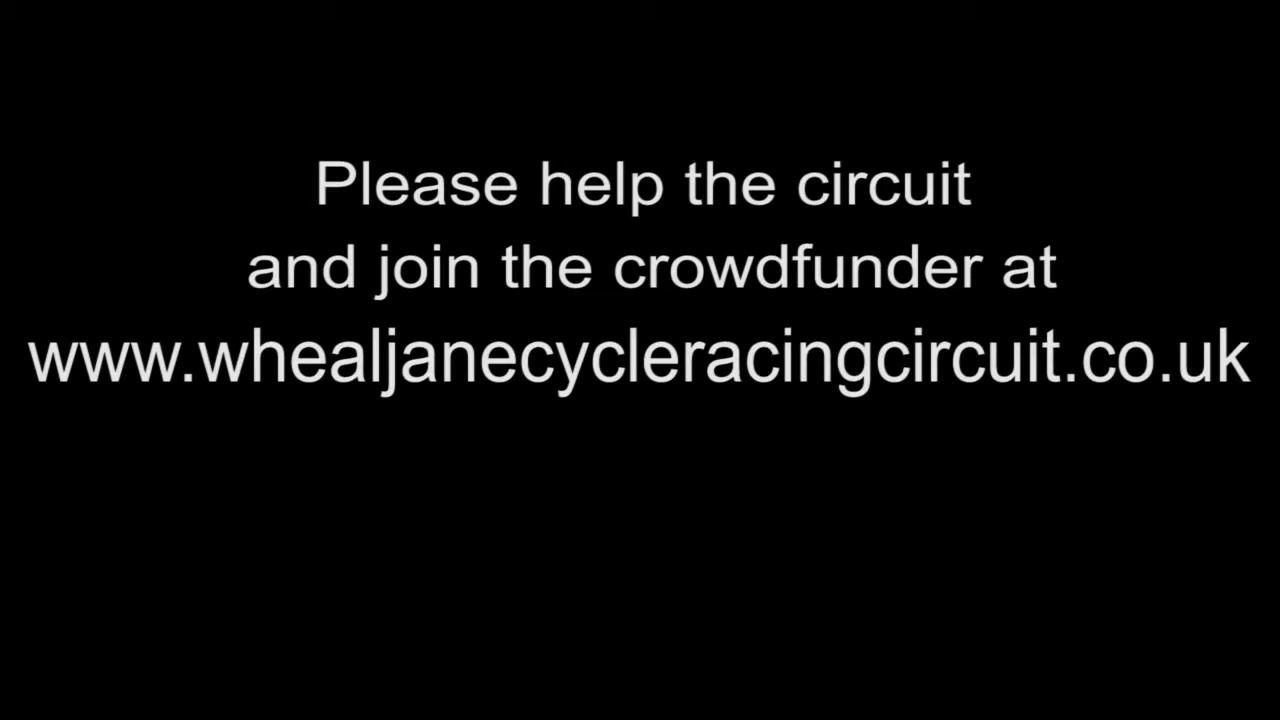 Please help the circuit
and join the crowdfunder at
www.whealjanecycleracingcircuit.co.uk